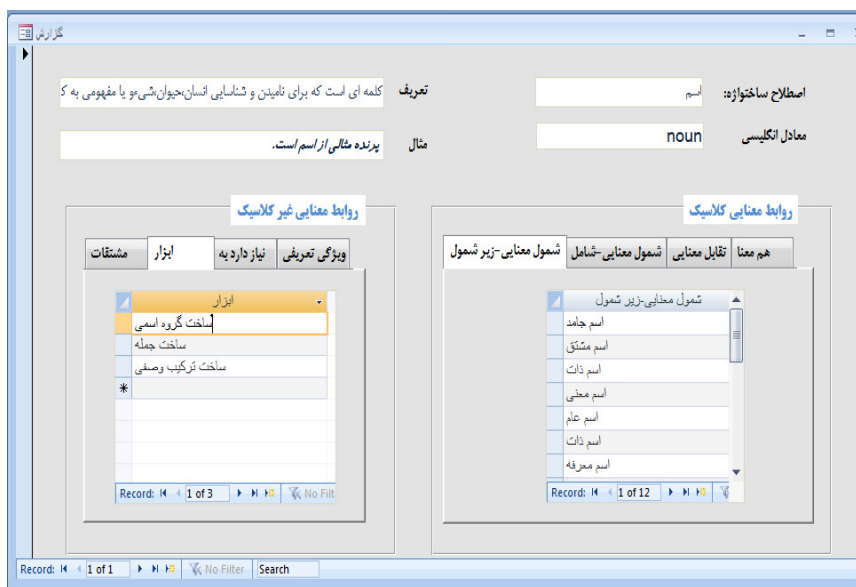 گزارش
اصطلاح ساختواژه: اسم
تعریف کلمه ای است که برای نامیدن و شناسایی انسان،حیوان،شیءو یا مفهومی به ک
معادل انگلیسی noun
مثال پرنده مثالی از اسم است.
روابط معنایی کلاسیک
هم معنا تقابل معنایی شمول معنایی-شامل شمول معنایی-زیر شمول
شمول معنایی-زیر شمول
اسم جامد
اسم مشتق
اسم ذات
اسم معنی
اسم عام
اسم ذات
اسم معرفه
Record: 1 of 12
روابط معنایی غیر کلاسیک
ویژگی تعریفی نیاز دارد به ابزار مشتقات
ابزار
ساخت گروه اسمی
ساخت جمله
ساخت ترکیب وصفی
Record: 1 of 3 No Filt
Record: 1 of 1 No Filter Search